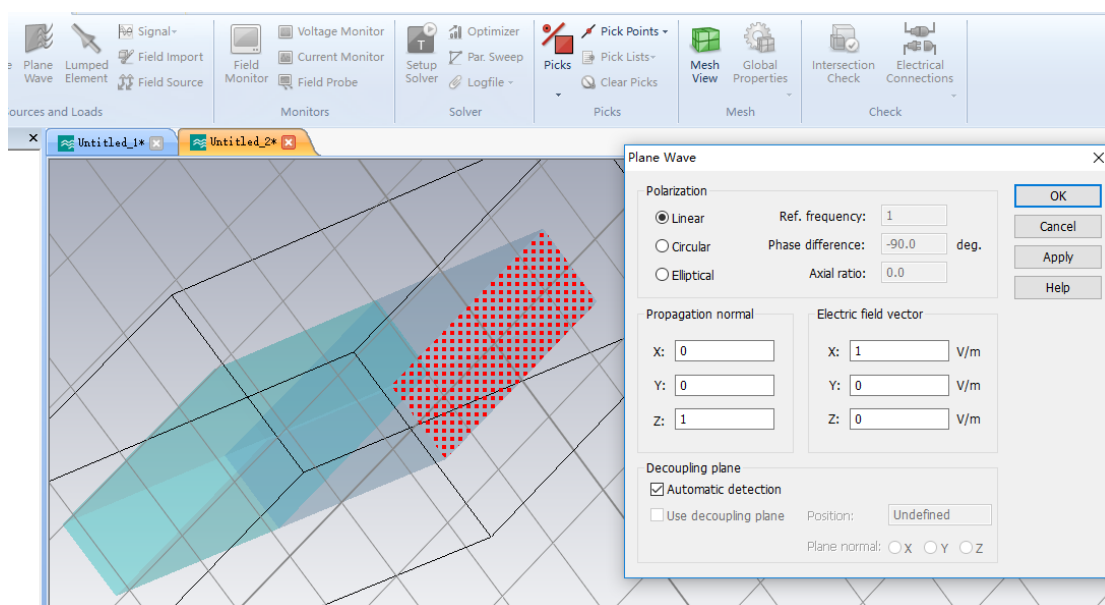 Signal
Voltage Monitor
Optimizer
Pick Points
Plane
Wave
Lumped
Element
Field Import
Field
Monitor
Current Monitor
Setup
Solver
Par. Sweep
Picks
Pick Lists
Mesh
View
Global
Properties
Intersection
Check
Electrical
Connections
Field Source
Field Probe
Logfile
Clear Picks
ources and Loads
Monitors
Solver
Picks
Mesh
Check
Untitled_1*
Untitled_2*
Plane Wave
Polarization
OK
Linear
Ref. frequency: 1
Cancel
Circular
Phase difference: -90.0 deg.
Apply
Elliptical
Axial ratio: 0.0
Help
Propagation normal
Electric field vector
X: 0
X: 1 V/m
Y: 0
Y: 0 V/m
Z: 1
Z: 0 V/m
Decoupling plane
Automatic detection
Use decoupling plane
Position: Undefined
Plane normal: X Y Z